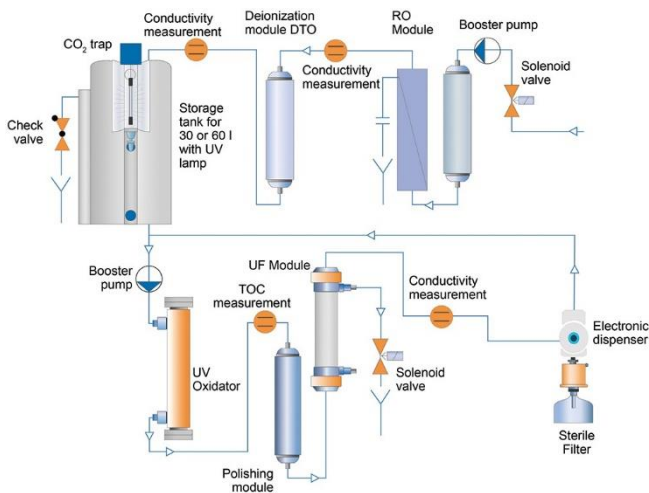 Conductivity
measurement
CO2 trap
Deionization
module DTO
RO
Module
Booster pump
Conductivity
measurement
Solenoid
valve
Check
valve
Storage
tank for
30 or 60 l
with UV
lamp
Booster
pump
UF Module
TOC
measurement
Conductivity
measurement
Electronic
dispenser
UV
Oxidator
Solenoid
valve
Sterile
Filter
Polishing
module